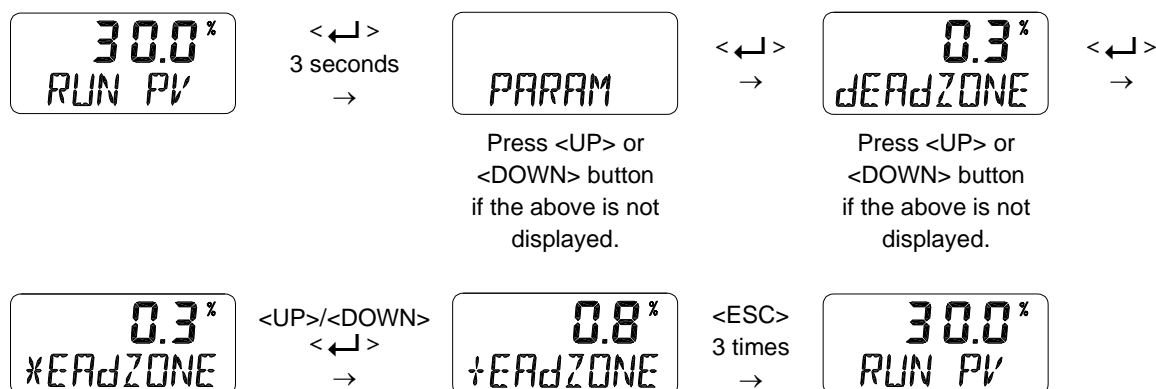 30.0%
RUN PV
<↵>
3 seconds
→
PARAM
Press <UP> or
<DOWN> button
if the above is not
displayed.
<↵>
→
0.3%
dEAdZONE
Press <UP> or
<DOWN> button
if the above is not
displayed.
<↵>
→
0.3%
*EAdZONE
<UP>/<DOWN>
<↵>
→
0.8%
+EAdZONE
<ESC>
3 times
→
30.0%
RUN PV